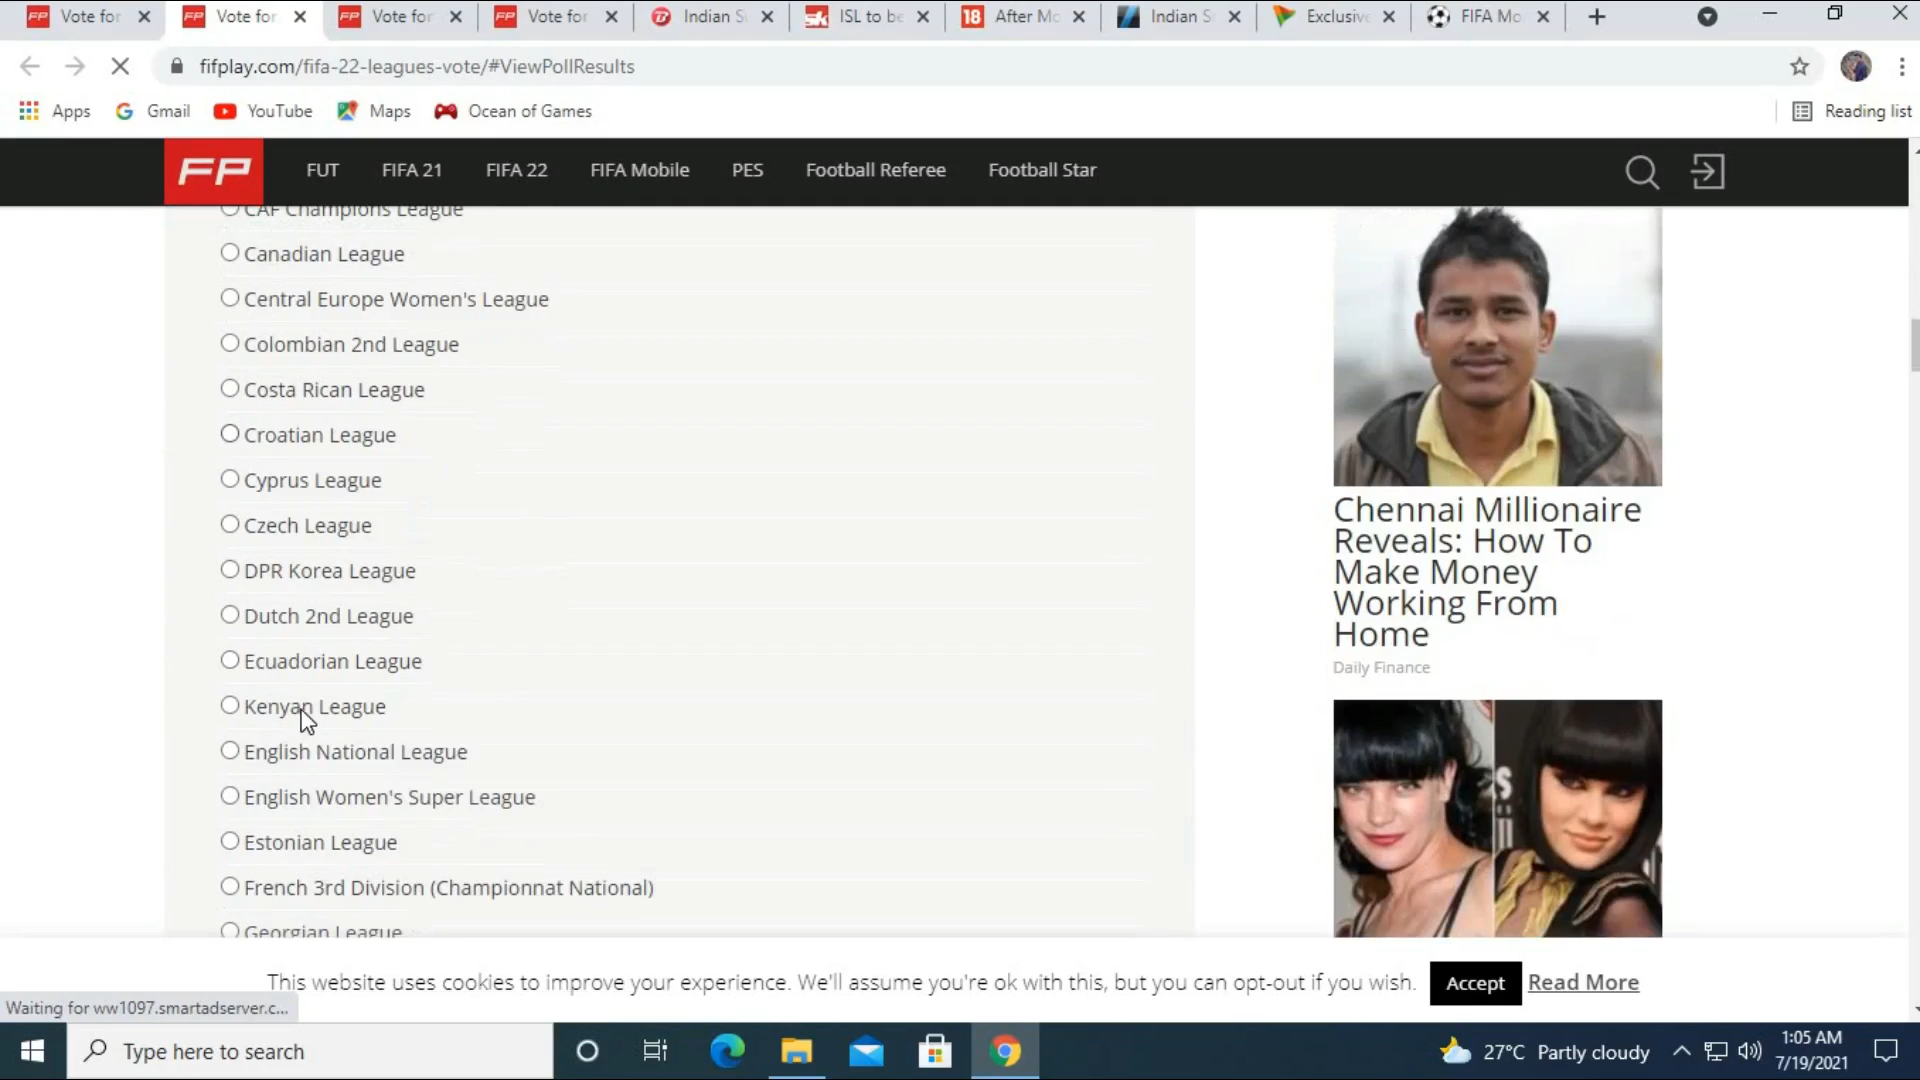 Vote for
Vote for
Vote for
Vote for
Indian S
ISL to be
18 After Mo
Indian S
Exclusive
FIFA Mo
fifplay.com/fifa-22-leagues-vote/#ViewPollResults
Apps
Gmail
YouTube
Maps
Ocean of Games
Reading list
FP
FUT
FIFA 21
FIFA 22
FIFA Mobile
PES
Football Referee
Football Star
CAF Champions League
Canadian League
Central Europe Women's League
Colombian 2nd League
Costa Rican League
Croatian League
Cyprus League
Czech League
DPR Korea League
Dutch 2nd League
Ecuadorian League
Kenyan League
English National League
English Women's Super League
Estonian League
French 3rd Division (Championnat National)
Georgian League
Chennai Millionaire
Reveals: How To
Make Money
Working From
Home
Daily Finance
This website uses cookies to improve your experience. We'll assume you're ok with this, but you can opt-out if you wish.
Accept
Read More
Waiting for ww1097.smartadserver.c...
Type here to search
27°C Partly cloudy
1:05 AM
7/19/2021